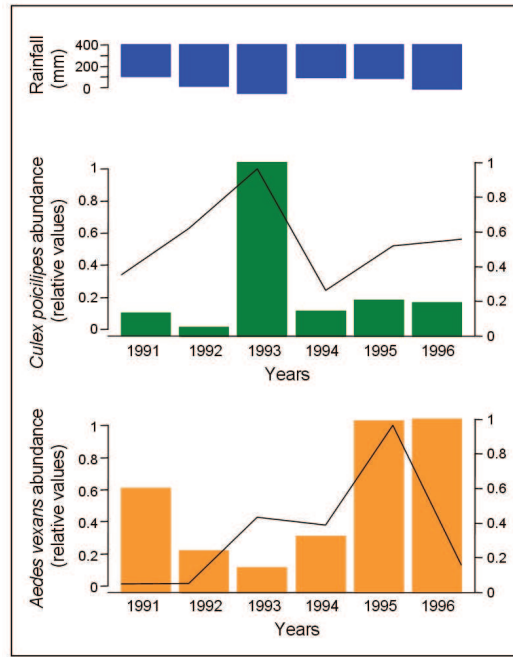 Rainfall
(mm)
400
200
0
Culex poicilipes abundance
(relative values)
1
0.8
0.6
0.4
0.2
0
1
0.8
0.6
0.4
0.2
0
1991 1992 1993 1994 1995 1996
Years
Aedes vexans abundance
(relative values)
1
0.8
0.6
0.4
0.2
0
1
0.8
0.6
0.4
0.2
0
1991 1992 1993 1994 1995 1996
Years